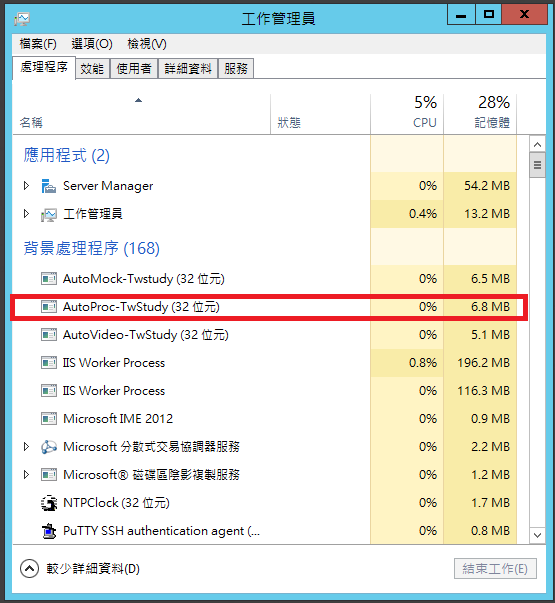 工作管理員
檔案(F) 選項(O) 檢視(V)
處理程序 效能 使用者 詳細資料 服務
5% 28%
名稱 狀態 CPU 記憶體
應用程式 (2)
Server Manager 0% 54.2 MB
工作管理員 0.4% 13.2 MB
背景處理程序 (168)
AutoMock-Twstudy (32 位元) 0% 6.5 MB
AutoProc-TwStudy (32 位元) 0% 6.8 MB
AutoVideo-TwStudy (32 位元) 0% 5.1 MB
IIS Worker Process 0.8% 196.2 MB
IIS Worker Process 0% 116.3 MB
Microsoft IME 2012 0% 0.9 MB
Microsoft 分散式交易協調器服務 0% 2.2 MB
Microsoft® 磁碟區陰影複製服務 0% 1.2 MB
NTPClock (32 位元) 0% 1.7 MB
PuTTY SSH authentication agent (... 0% 0.8 MB
較少詳細資料(D) 結束工作(E)